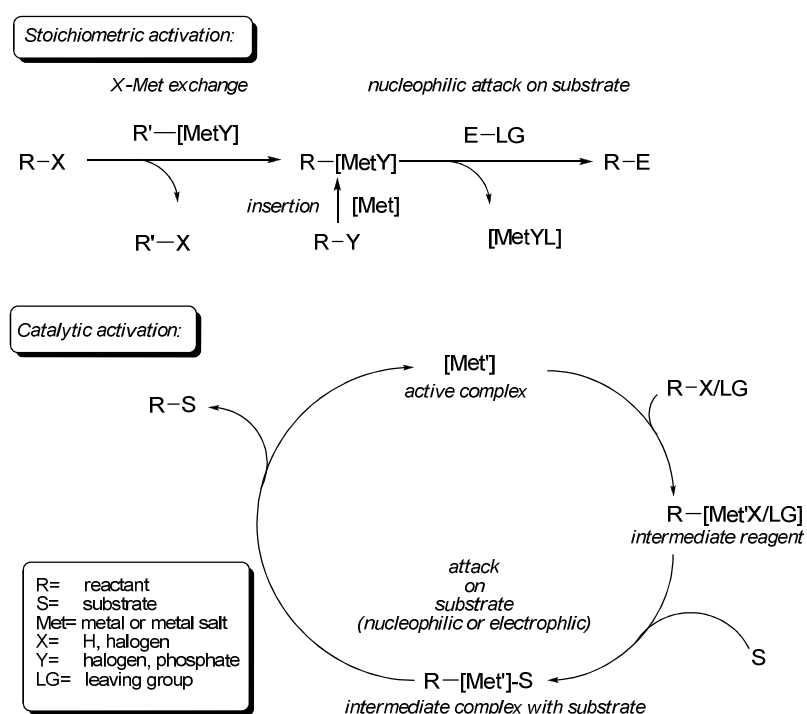 Stoichiometric activation:
X-Met exchange
nucleophilic attack on substrate
R'—[MetY]
E–LG
R–X
R–[MetY]
R–E
insertion
[Met]
R'–X
R–Y
[MetYL]
Catalytic activation:
[Met']
active complex
R–X/LG
R–S
R–[Met'X/LG]
intermediate reagent
attack
on
substrate
(nucleophilic or electrophlic)
R= reactant
S= substrate
Met= metal or metal salt
X= H, halogen
Y= halogen, phosphate
LG= leaving group
S
R–[Met']-S
intermediate complex with substrate